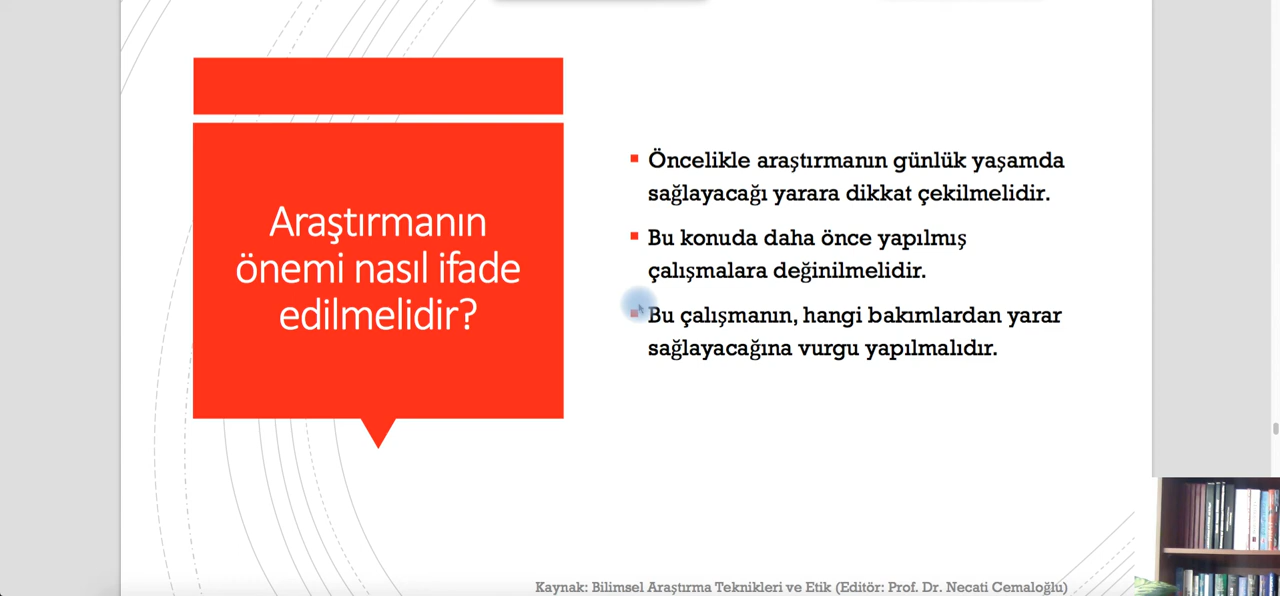 Araştırmanın
önemi nasıl ifade
edilmelidir?
Öncelikle araştırmanın günlük yaşamda
sağlayacağı yarara dikkat çekilmelidir.
Bu konuda daha önce yapılmış
çalışmalara değinilmelidir.
Bu çalışmanın, hangi bakımlardan yarar
sağlayacağına vurgu yapılmalıdır.
Kaynak: Bilimsel Araştırma Teknikleri ve Etik (Editör: Prof. Dr. Necati Cemaloğlu)